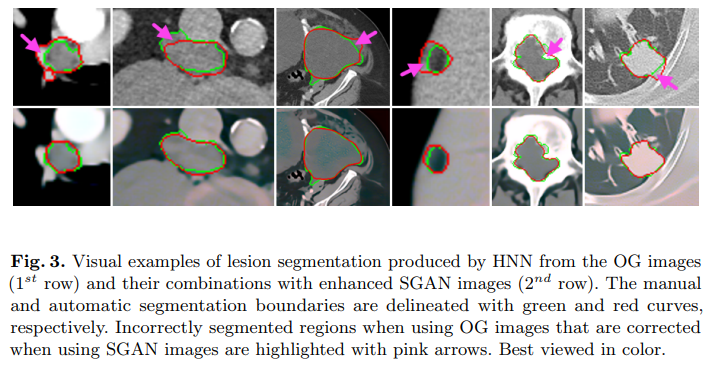 Fig. 3. Visual examples of lesion segmentation produced by HNN from the OG images
(1st row) and their combinations with enhanced SGAN images (2nd row). The manual
and automatic segmentation boundaries are delineated with green and red curves,
respectively. Incorrectly segmented regions when using OG images that are corrected
when using SGAN images are highlighted with pink arrows. Best viewed in color.